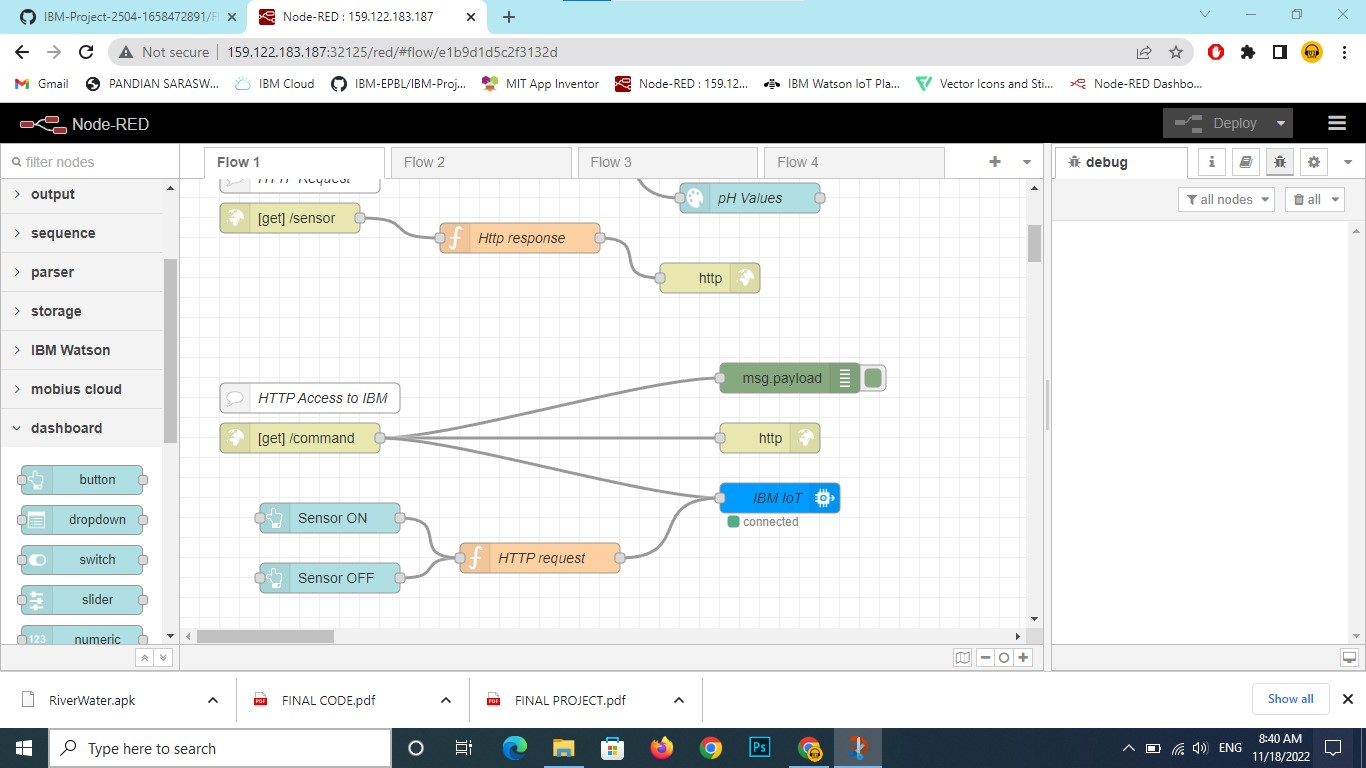 IBM-Project-2504-1658472891/F
Node-RED : 159.122.183.187
Not secure
159.122.183.187:32125/red/#flow/e1b9d1d5c2f3132d
Gmail
PANDIAN SARASW...
IBM Cloud
IBM-EPBL/IBM-Proj...
MIT App Inventor
Node-RED : 159.12...
IBM Watson IoT Pla...
Vector Icons and Sti...
Node-RED Dashbo...
Node-RED
Deploy
filter nodes
Flow 1
Flow 2
Flow 3
Flow 4
debug
all nodes
all
output
sequence
parser
storage
IBM Watson
mobius cloud
dashboard
button
dropdown
switch
slider
123 numeric
HTTP Request
pH Values
[get] /sensor
Http response
http
msg.payload
HTTP Access to IBM
[get] /command
http
IBM IoT
connected
Sensor ON
HTTP request
Sensor OFF
RiverWater.apk
FINAL CODE.pdf
FINAL PROJECT.pdf
Show all
Type here to search
Ps
ENG
8:40 AM
11/18/2022